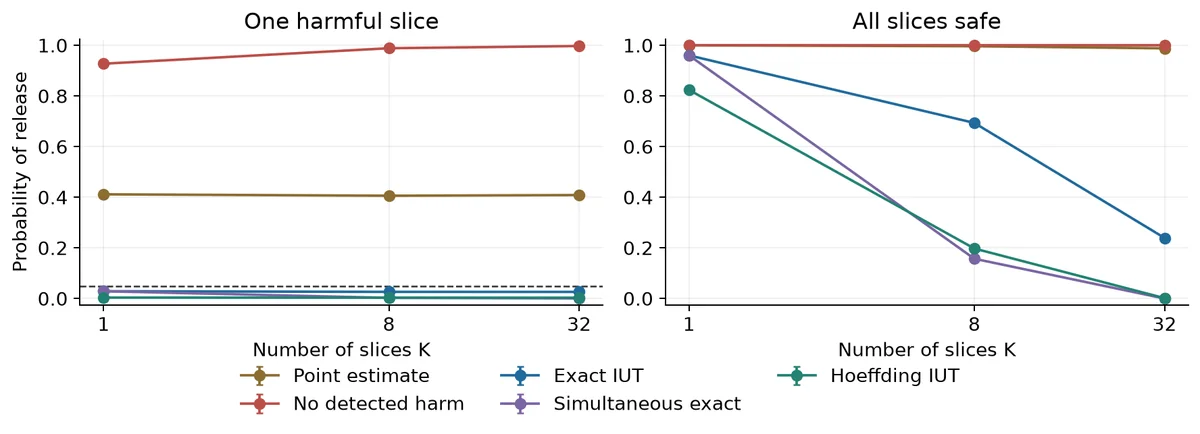 One harmful slice
Probability of release
1.0
0.8
0.6
0.4
0.2
0.0
1
8
32
Number of slices K
All slices safe
1.0
0.8
0.6
0.4
0.2
0.0
1
8
32
Number of slices K
Point estimate
No detected harm
Exact IUT
Simultaneous exact
Hoeffding IUT